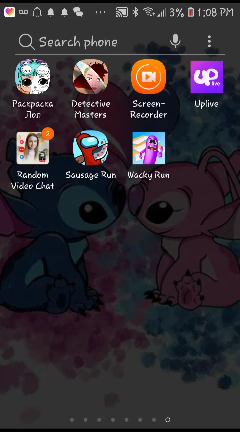 3% 1:08 PM
Search phone
Раскраска Detective Screen- Uplive
Лол Masters Recorder
up
live
2
Random Sausage Run Wacky Run
Video Chat